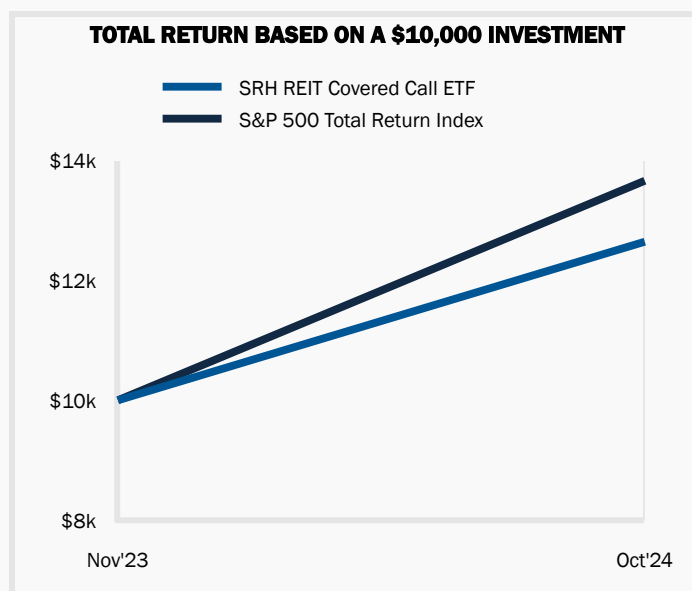 TOTAL RETURN BASED ON A $10,000 INVESTMENT
SRH REIT Covered Call ETF
S&P 500 Total Return Index
$14k
$12k
$10k
$8k
Nov'23
Oct'24